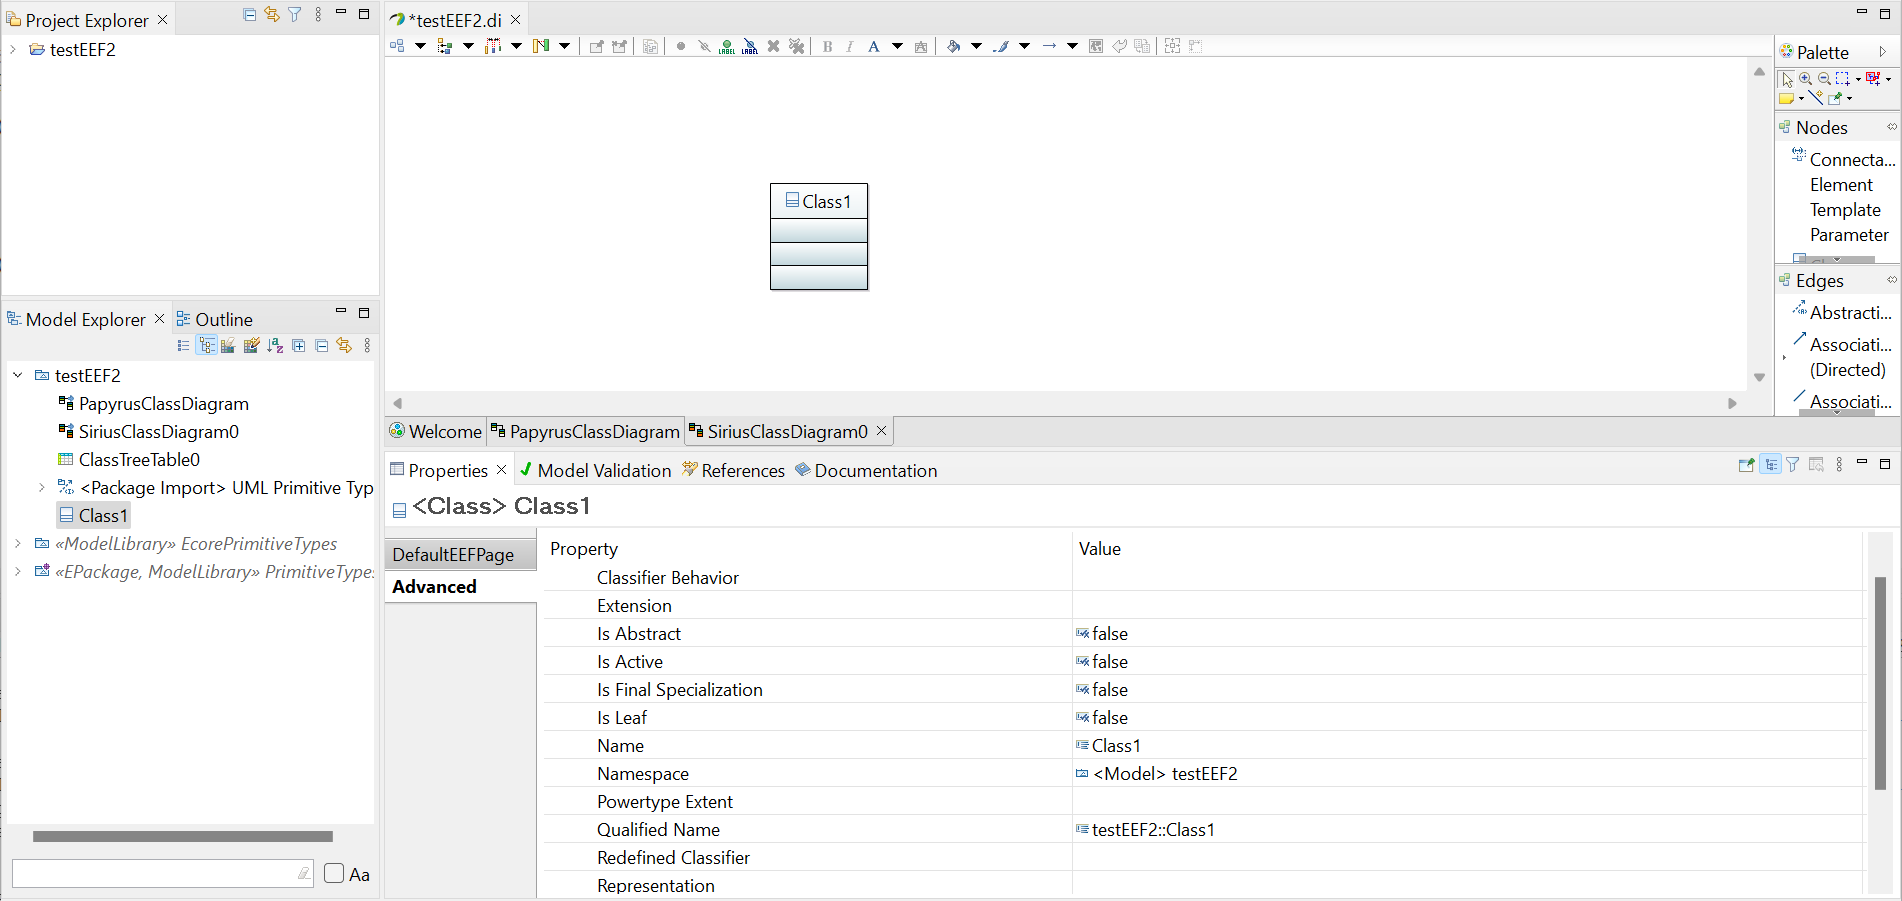 Project Explorer
testEEF2
Model Explorer
Outline
testEEF2
PapyrusClassDiagram
SiriusClassDiagram0
ClassTreeTable0
<Package Import> UML Primitive Typ
Class1
«ModelLibrary» EcorePrimitiveTypes
«EPackage, ModelLibrary» PrimitiveType
Aa
*testEEF2.di
LABEL LABEL B I A
Class1
Palette
Nodes
Connecta...
Element
Template
Parameter
Edges
Abstracti...
Associati...
(Directed)
Associati...
Welcome
PapyrusClassDiagram
SiriusClassDiagram0
Properties
Model Validation
References
Documentation
<Class> Class1
DefaultEEFPage
Advanced
Property Value
Classifier Behavior
Extension
Is Abstract false
Is Active false
Is Final Specialization false
Is Leaf false
Name Class1
Namespace <Model> testEEF2
Powertype Extent
Qualified Name testEEF2::Class1
Redefined Classifier
Representation